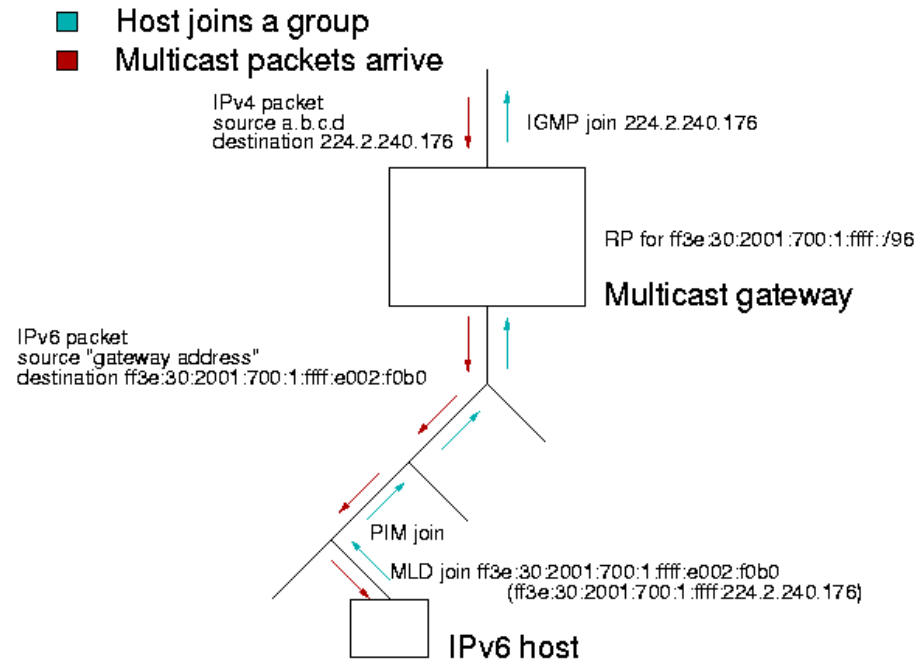 Host joins a group
Multicast packets arrive
IPv4 packet
source a.b.c.d
destination 224.2.240.176
IGMP join 224.2.240.176
RP for ff3e:30:2001:700:1:ffff::/96
Multicast gateway
IPv6 packet
source "gateway address"
destination ff3e:30:2001:700:1:ffff:e002:f0b0
PIM join
MLD join ff3e:30:2001:700:1:ffff:e002:f0b0
(ff3e:30:2001:700:1:ffff:224.2.240.176)
IPv6 host